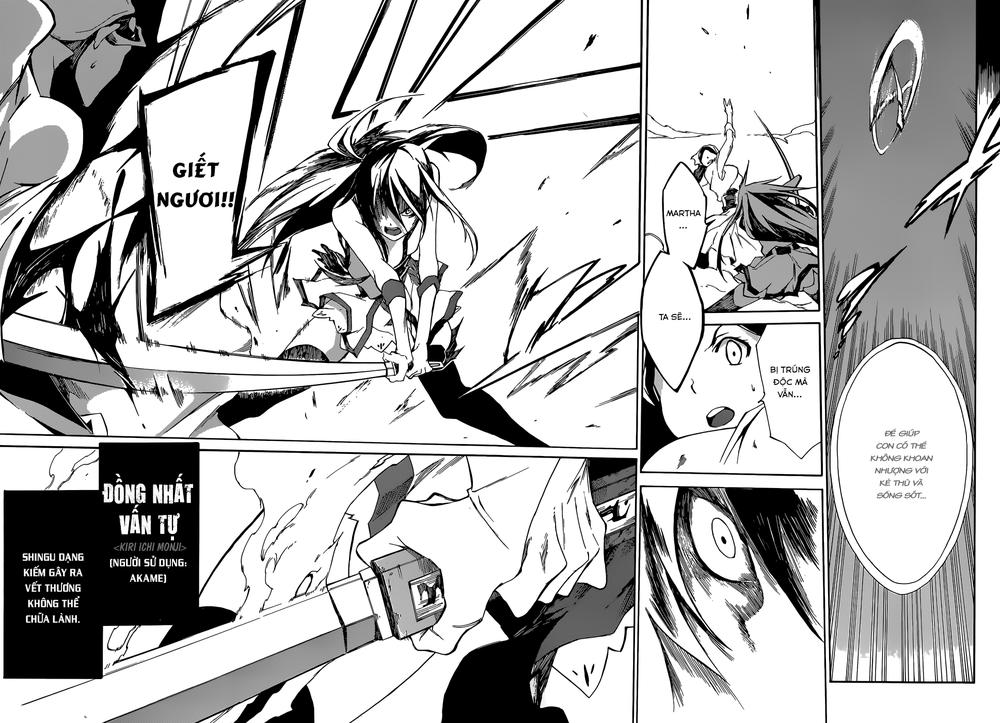 ĐỂ GIÚP
CON CÓ THỂ
KHÔNG KHOAN
NHƯỢNG VỚI
KẺ THÙ VÀ
SỐNG SÓT...
MARTHA
...
TA SẼ...
BỊ TRÚNG
ĐỘC MÀ
VẪN...
GIẾT
NGƯƠI!!
ĐỒNG NHẤT
VẤN TỰ
<KIRI ICHI MONJI>
(NGƯỜI SỬ DỤNG:
AKAME)
SHINGU DẠNG
KIẾM GÂY RA
VẾT THƯƠNG
KHÔNG THỂ
CHỮA LÀNH.